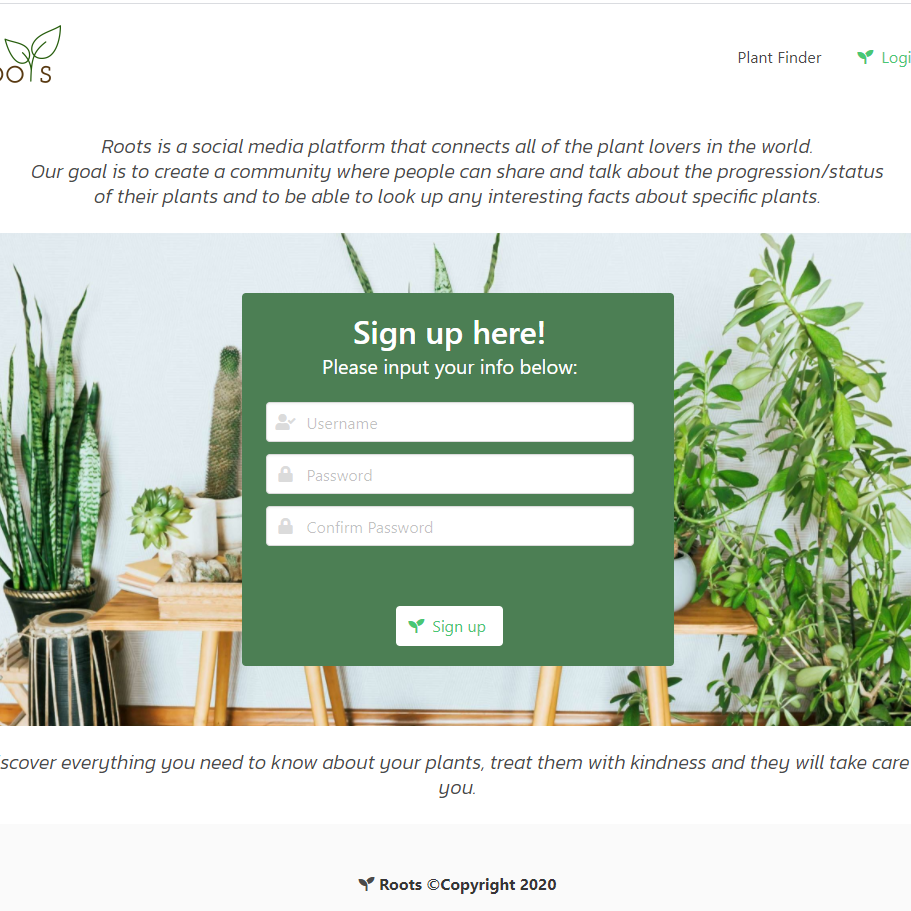 OOTS
Plant Finder
Logi
Roots is a social media platform that connects all of the plant lovers in the world.
Our goal is to create a community where people can share and talk about the progression/status
of their plants and to be able to look up any interesting facts about specific plants.
Sign up here!
Please input your info below:
Username
Password
Confirm Password
Sign up
scover everything you need to know about your plants, treat them with kindness and they will take care
you.
Roots ©Copyright 2020